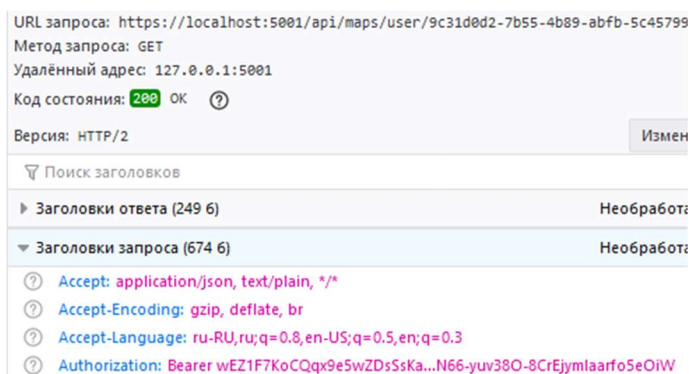 URL запроса: https://localhost:5001/api/maps/user/9c31d0d2-7b55-4b89-abfb-5c45799
Метод запроса: GET
Удалённый адрес: 127.0.0.1:5001
Код состояния: 200 OK
Версия: HTTP/2
Измен
Поиск заголовков
Заголовки ответа (249 б) Необработа
Заголовки запроса (674 б) Необработа
Accept: application/json, text/plain, */*
Accept-Encoding: gzip, deflate, br
Accept-Language: ru-RU,ru;q=0.8,en-US;q=0.5,en;q=0.3
Authorization: Bearer wEZ1F7KoCQqx9e5wZDsSsKa...N66-yuv38O-8CrEjymlaarfo5eOiW